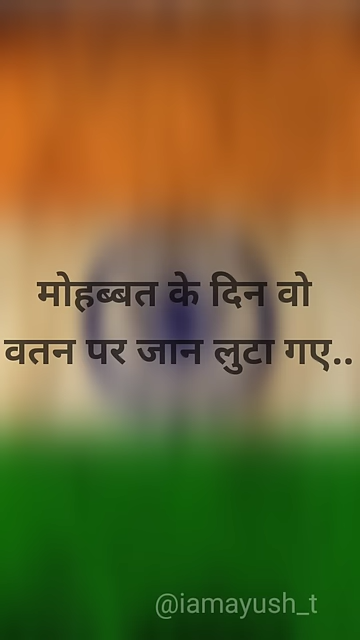 मोहब्बत के दिन वो
वतन पर जान लुटा गए..
@iamayush_t